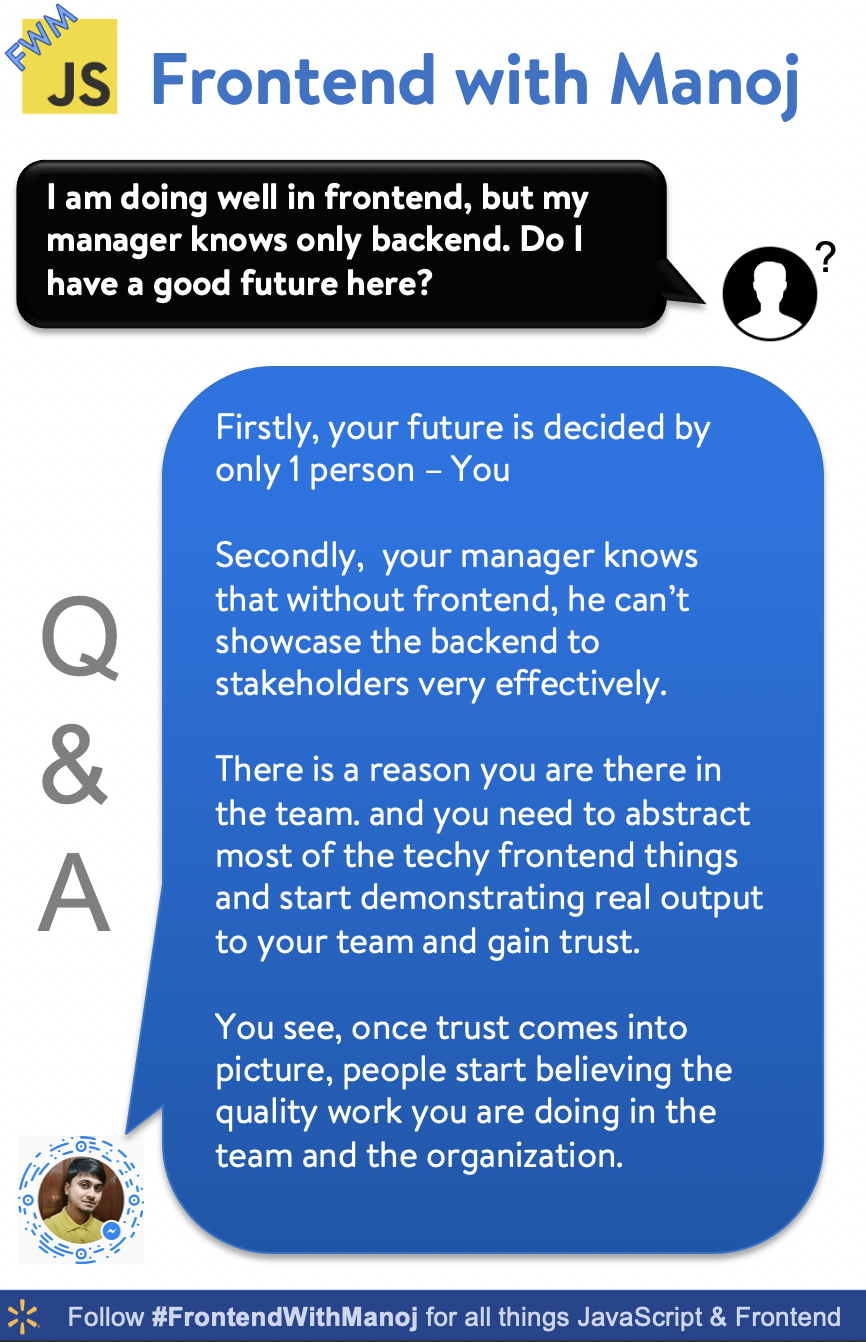 FWM
JS
Frontend with Manoj
I am doing well in frontend, but my
manager knows only backend. Do I
have a good future here?
?
Firstly, your future is decided by
only 1 person – You
Secondly,  your manager knows
that without frontend, he can’t
showcase the backend to
stakeholders very effectively.
There is a reason you are there in
the team. and you need to abstract
most of the techy frontend things
and start demonstrating real output
to your team and gain trust.
You see, once trust comes into
picture, people start believing the
quality work you are doing in the
team and the organization.
Q
&
A
Follow #FrontendWithManoj for all things JavaScript & Frontend